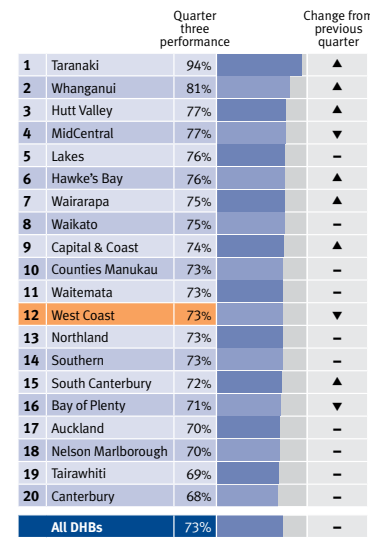 Quarter
three
performance
Change from
previous
quarter
1 Taranaki 94% ▲
2 Whanganui 81% ▲
3 Hutt Valley 77% ▲
4 MidCentral 77% ▼
5 Lakes 76% –
6 Hawke's Bay 76% ▲
7 Wairarapa 75% ▲
8 Waikato 75% –
9 Capital & Coast 74% ▲
10 Counties Manukau 73% –
11 Waitemata 73% –
12 West Coast 73% ▼
13 Northland 73% –
14 Southern 73% –
15 South Canterbury 72% ▲
16 Bay of Plenty 71% ▼
17 Auckland 70% –
18 Nelson Marlborough 70% –
19 Tairawhiti 69% –
20 Canterbury 68% –
All DHBs 73% –